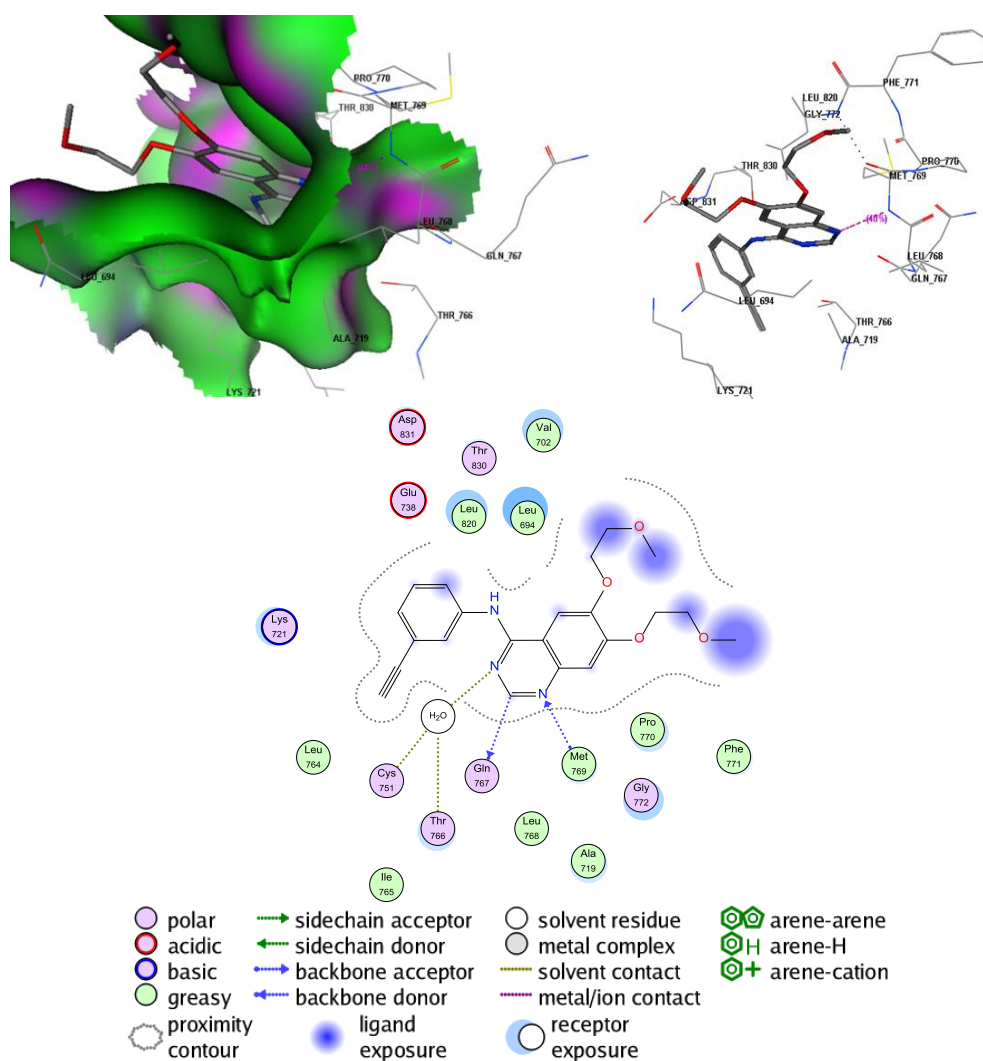 PRO_770
THR_830
MET_769
LEU_768
GLN_767
LEU_694
THR_766
ALA_719
LYS_721
PHE_771
LEU_820
GLY_772
THR_830
PRO_770
MET_769
ASP_831
(40%)
LEU_768
GLN_767
LEU_694
THR_766
ALA_719
LYS_721
Asp
831
Val
702
Thr
830
Glu
738
Leu
820
Leu
694
O
H
N
O
Lys
721
O
O
N
N
H₂O
Pro
770
Leu
764
Met
769
Phe
771
Cys
751
Gln
767
Gly
772
Thr
766
Leu
768
Ala
719
Ile
765
polar
sidechain acceptor
solvent residue
arene-arene
acidic
sidechain donor
metal complex
H
arene-H
basic
backbone acceptor
solvent contact
+
arene-cation
greasy
backbone donor
metal/ion contact
proximity
contour
ligand
exposure
receptor
exposure